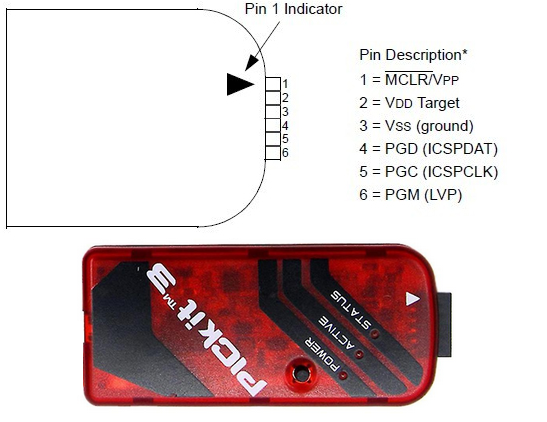 Pin 1 Indicator
Pin Description*
1 = MCLR/VPP
2 = VDD Target
3 = VSS (ground)
4 = PGD (ICSPDAT)
5 = PGC (ICSPCLK)
6 = PGM (LVP)
1
2
3
4
5
6
PICkit™ 3
POWER
ACTIVE
STATUS